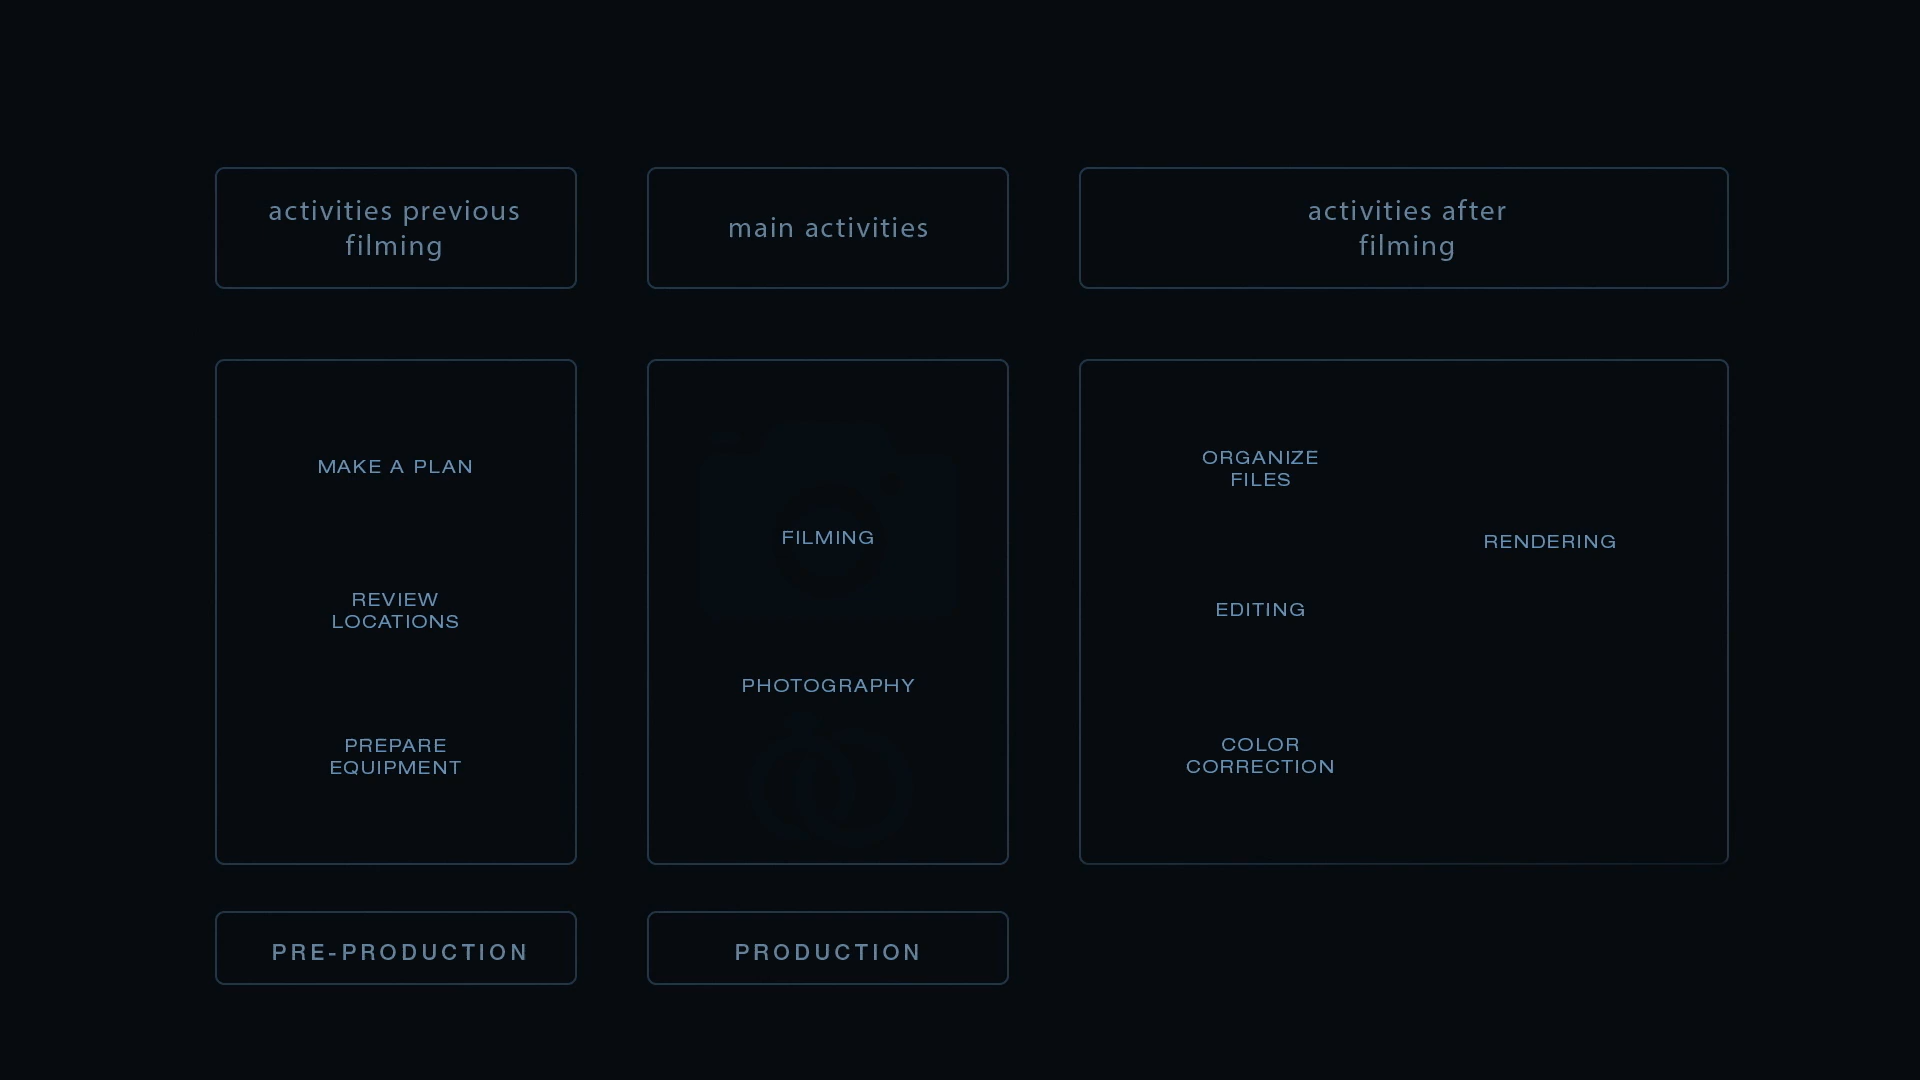 activities previous
filming
main activities
activities after
filming
MAKE A PLAN
REVIEW
LOCATIONS
PREPARE
EQUIPMENT
FILMING
PHOTOGRAPHY
ORGANIZE
FILES
EDITING
COLOR
CORRECTION
RENDERING
PRE-PRODUCTION
PRODUCTION